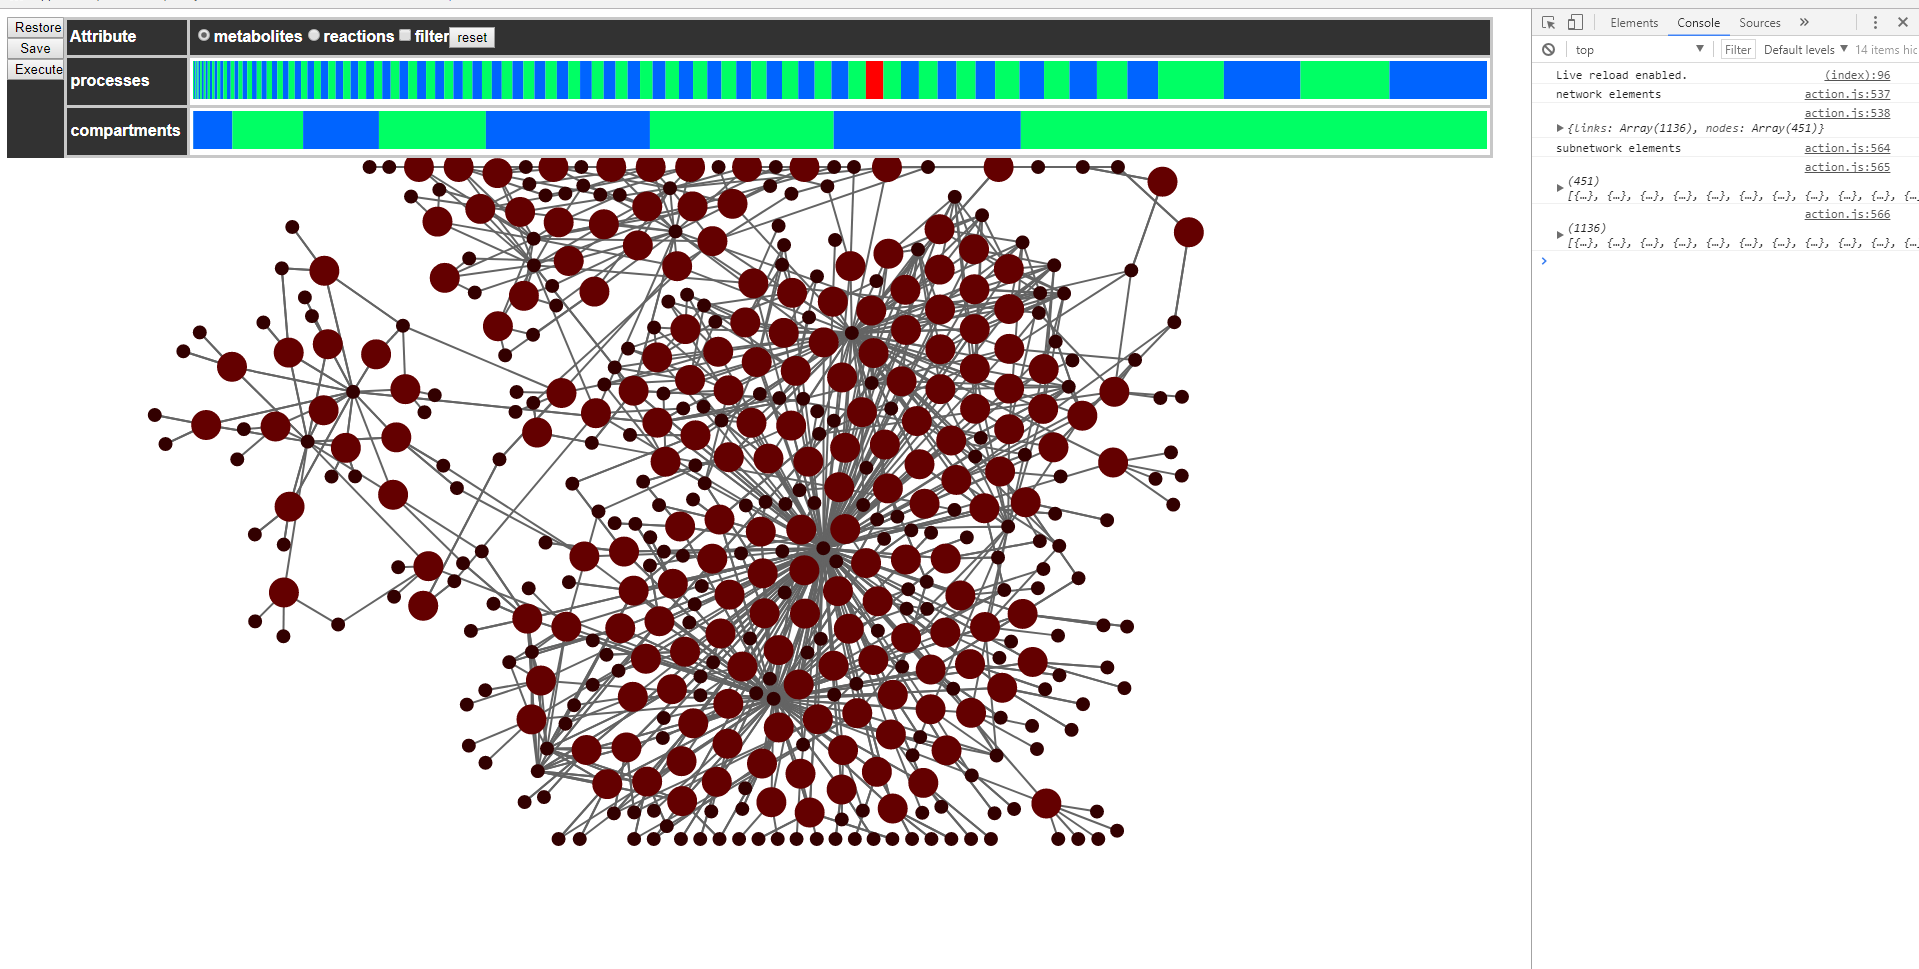 Restore
Save
Execute
Attribute
metabolites reactions filter reset
processes
compartments
Elements Console Sources »
top Filter Default levels 14 items hid
Live reload enabled. (index):96
network elements action.js:537
action.js:538
{links: Array(1136), nodes: Array(451)}
subnetwork elements action.js:564
action.js:565
(451)
[{…}, {…}, {…}, {…}, {…}, {…}, {…}, {…}, {…}, {…}, {…
action.js:566
(1136)
[{…}, {…}, {…}, {…}, {…}, {…}, {…}, {…}, {…}, {…}, {…